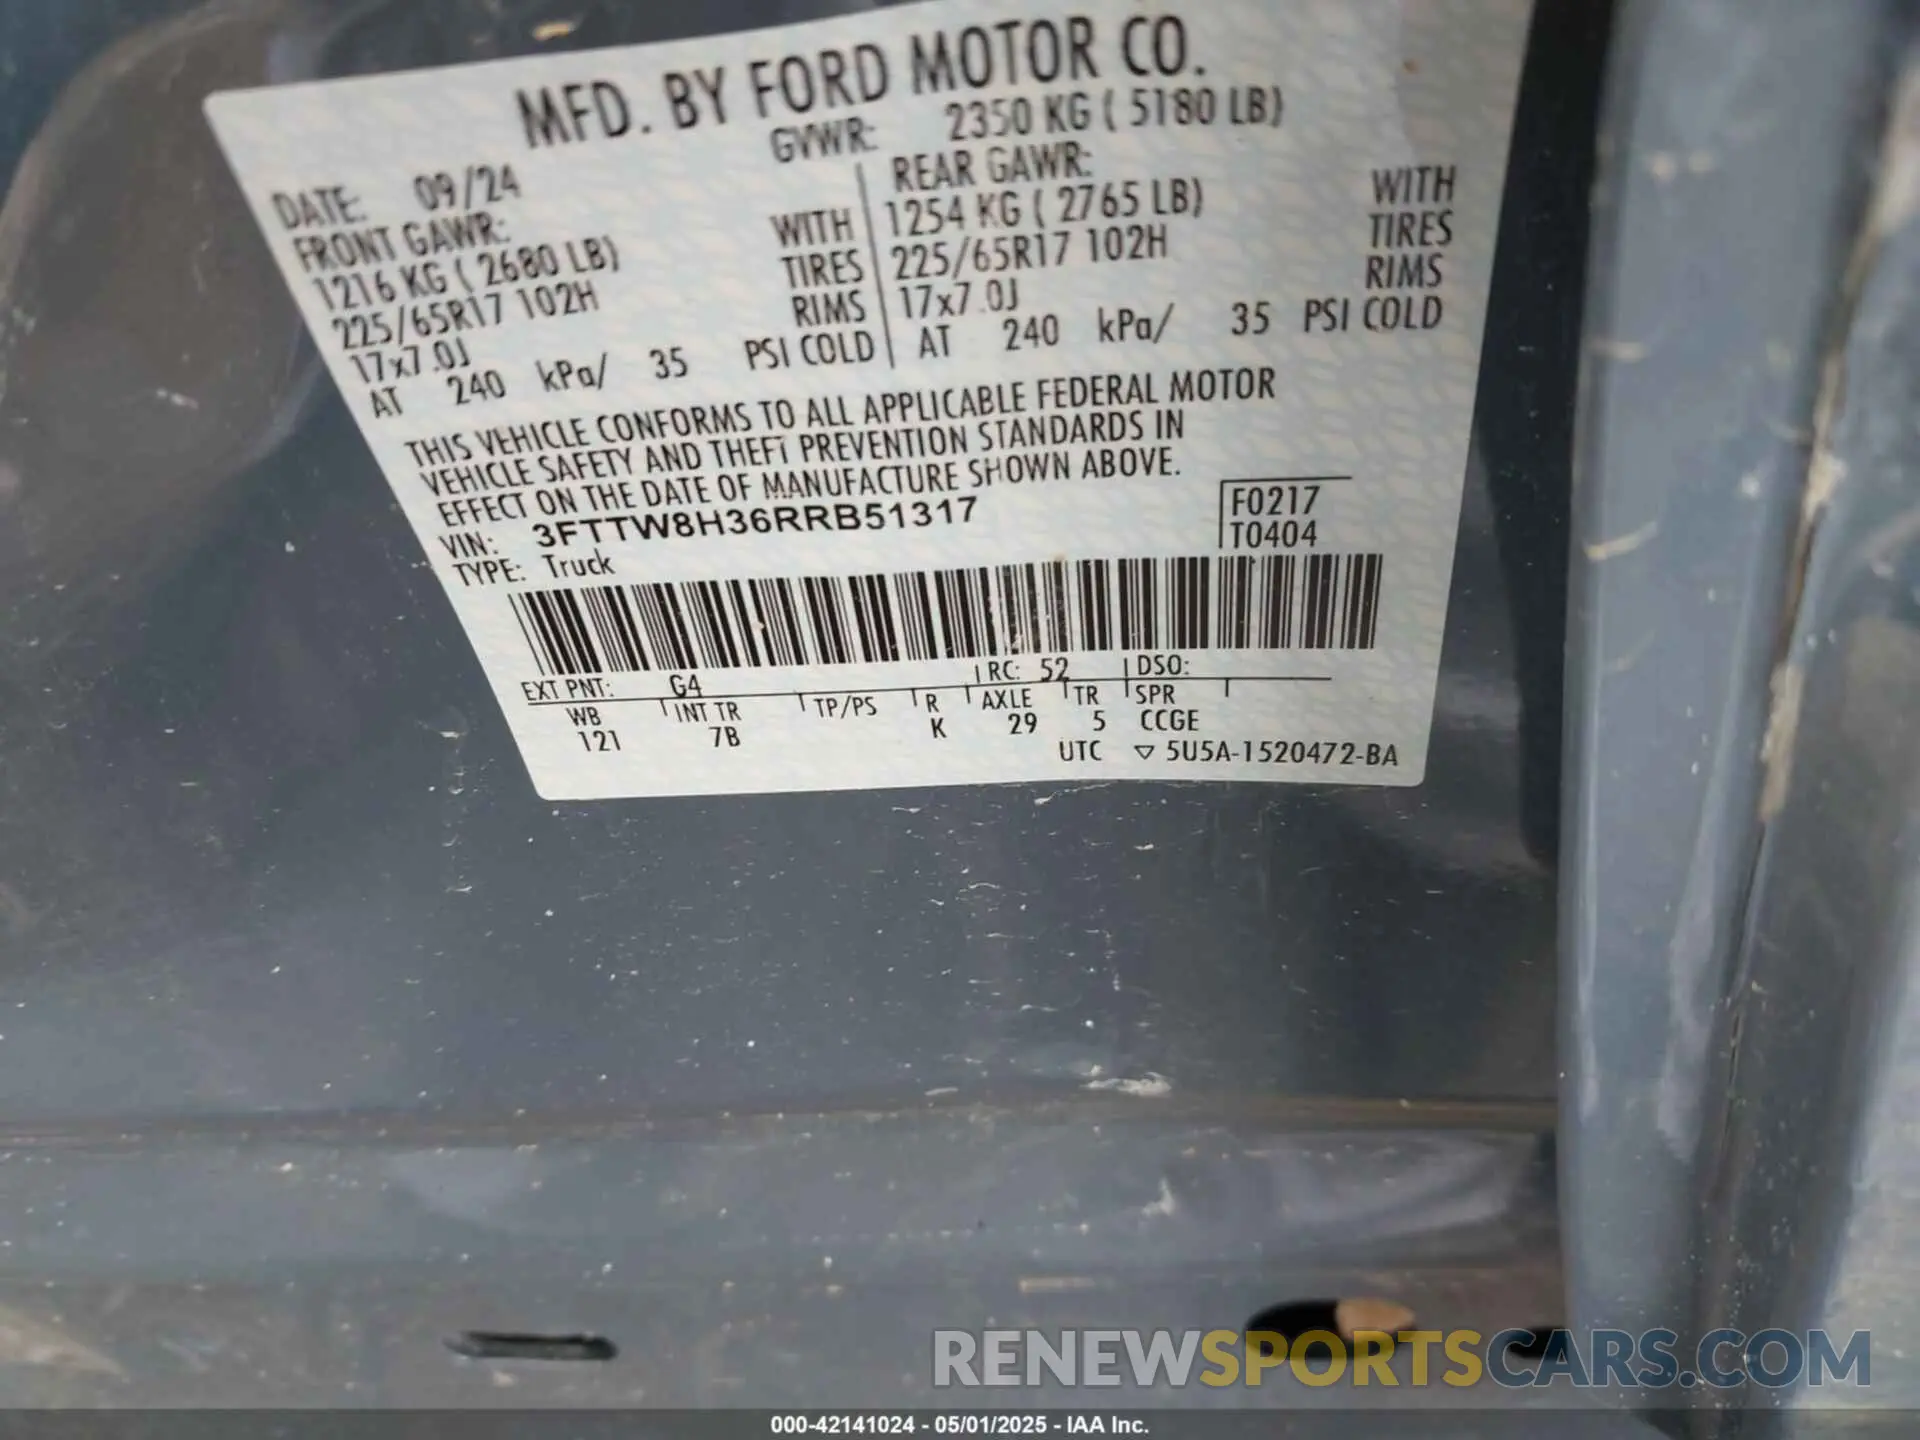 MFD. BY FORD MOTOR CO.
DATE: 09/24 GVWR: 2350 KG ( 5180 LB)
FRONT GAWR: REAR GAWR:
1216 KG ( 2680 LB) WITH 1254 KG ( 2765 LB) WITH
225/65R17 102H TIRES 225/65R17 102H TIRES
17x7.0J RIMS 17x7.0J RIMS
AT 240 kPa/ 35 PSI COLD AT 240 kPa/ 35 PSI COLD
THIS VEHICLE CONFORMS TO ALL APPLICABLE FEDERAL MOTOR
VEHICLE SAFETY AND THEFT PREVENTION STANDARDS IN
EFFECT ON THE DATE OF MANUFACTURE SHOWN ABOVE.
VIN: 3FTTW8H36RRB51317 F0217
TYPE: Truck T0404
EXT PNT: G4 RC: 52 DSO:
WB INT TR TP/PS R AXLE TR SPR
121 7B K 29 5 CCGE
UTC ▽ 5U5A-1520472-BA
RENEWSPORTSCARS.COM
000-42141024 - 05/01/2025 - IAA Inc.